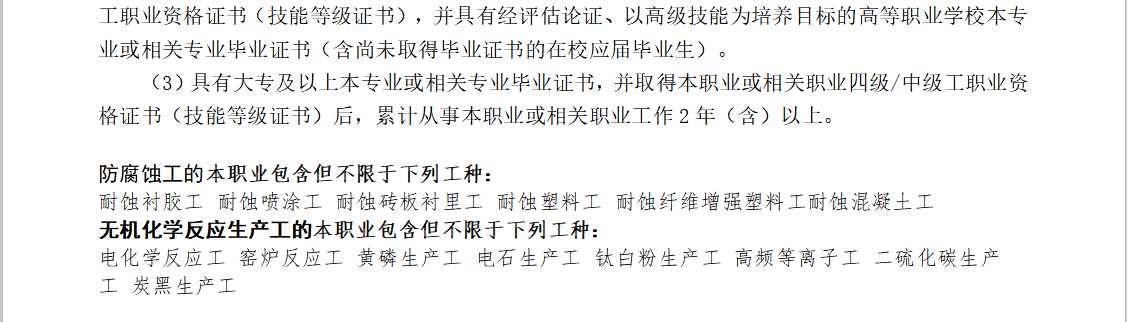 工职业资格证书（技能等级证书），并具有经评估论证、以高级技能为培养目标的高等职业学校本专
业或相关专业毕业证书（含尚未取得毕业证书的在校应届毕业生）。
（3）具有大专及以上本专业或相关专业毕业证书，并取得本职业或相关职业四级/中级工职业资
格证书（技能等级证书）后，累计从事本职业或相关职业工作 2 年（含）以上。
防腐蚀工的本职业包含但不限于下列工种：
耐蚀衬胶工 耐蚀喷涂工 耐蚀砖板衬里工 耐蚀塑料工 耐蚀纤维增强塑料工耐蚀混凝土工
无机化学反应生产工的本职业包含但不限于下列工种：
电化学反应工 窑炉反应工 黄磷生产工 电石生产工 钛白粉生产工 高频等离子工 二硫化碳生产
工 炭黑生产工